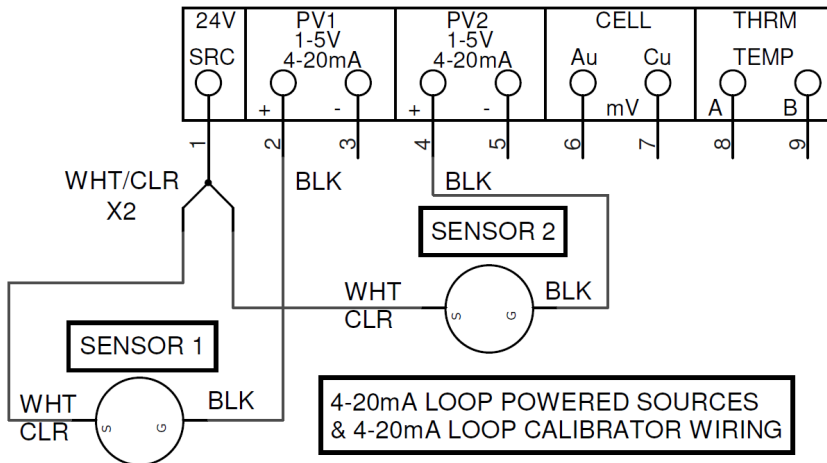 24V PV1 PV2 CELL THRM
1-5V 1-5V
SRC 4-20mA 4-20mA Au Cu TEMP
+ - + - mV A B
1 2 3 4 5 6 7 8 9
WHT/CLR BLK BLK
X2
SENSOR 2
WHT BLK
CLR S G
SENSOR 1
WHT BLK
CLR S G
4-20mA LOOP POWERED SOURCES
& 4-20mA LOOP CALIBRATOR WIRING